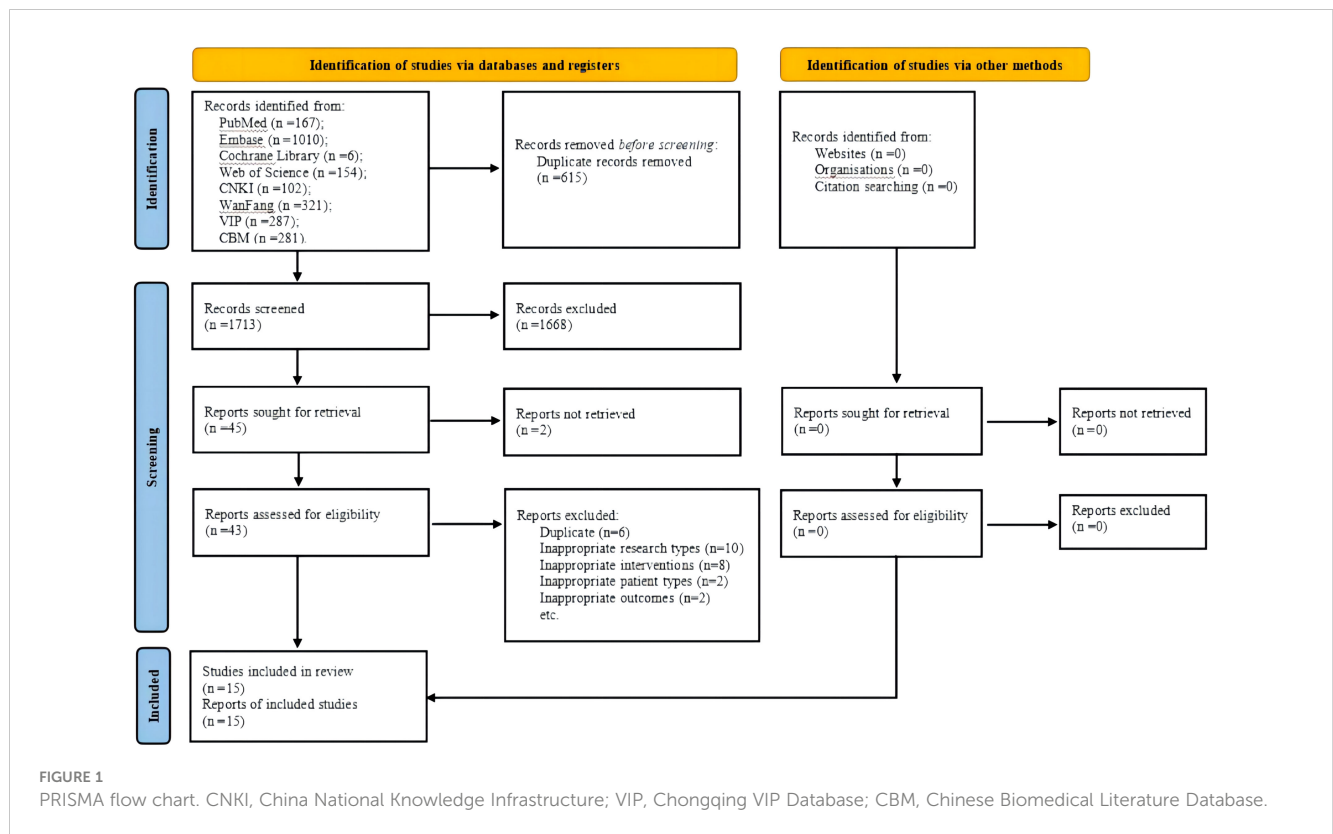 Identification of studies via databases and registers
Identification of studies via other methods
Identification
Records identified from:
PubMed (n =167);
Embase (n =1010);
Cochrane Library (n =6);
Web of Science (n =154);
CNKI (n =102);
WanFang (n =321);
VIP (n =287);
CBM (n =281).
Records removed before screening:
Duplicate records removed
(n =615)
Records identified from:
Websites (n =0)
Organisations (n =0)
Citation searching (n =0)
Screening
Records screened
(n =1713)
Records excluded
(n =1668)
Reports sought for retrieval
(n =45)
Reports not retrieved
(n =2)
Reports sought for retrieval
(n =0)
Reports not retrieved
(n =0)
Reports assessed for eligibility
(n =43)
Reports excluded:
Duplicate (n=6)
Inappropriate research types (n=10)
Inappropriate interventions (n=8)
Inappropriate patient types (n=2)
Inappropriate outcomes (n=2)
etc.
Reports assessed for eligibility
(n =0)
Reports excluded
(n =0)
Included
Studies included in review
(n =15)
Reports of included studies
(n =15)
FIGURE 1
PRISMA flow chart. CNKI, China National Knowledge Infrastructure; VIP, Chongqing VIP Database; CBM, Chinese Biomedical Literature Database.